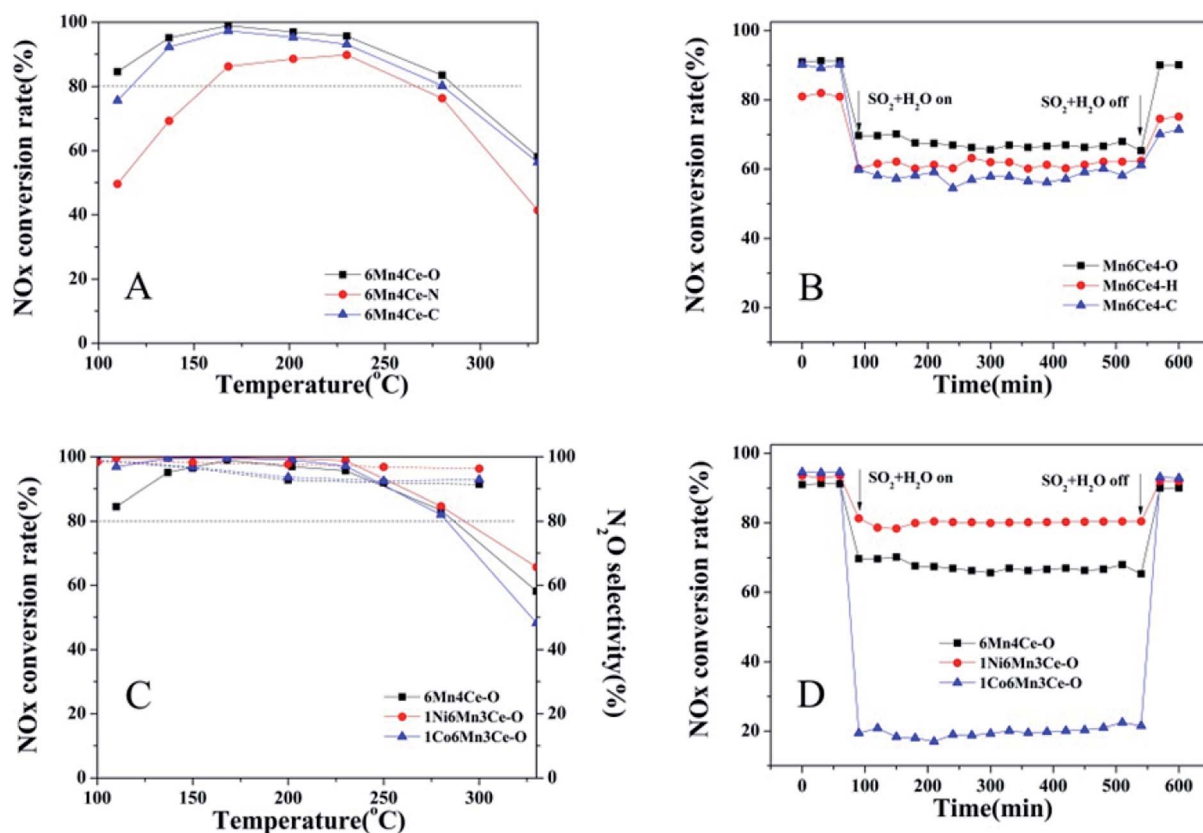 NOx conversion rate(%)
100
80
60
40
20
0
A
6Mn4Ce-O
6Mn4Ce-N
6Mn4Ce-C
100 150 200 250 300
Temperature(°C)
NOx conversion rate(%)
100
80
60
40
20
SO2+H2O on
SO2+H2O off
B
Mn6Ce4-O
Mn6Ce4-H
Mn6Ce4-C
0 100 200 300 400 500 600
Time(min)
NOx conversion rate(%)
100
80
60
40
20
0
C
6Mn4Ce-O
1Ni6Mn3Ce-O
1Co6Mn3Ce-O
100
80
60
40
20
0
N2O selectivity(%)
100 150 200 250 300
Temperature(°C)
NOx conversion rate(%)
100
80
60
40
20
SO2+H2O on
SO2+H2O off
D
6Mn4Ce-O
1Ni6Mn3Ce-O
1Co6Mn3Ce-O
0 100 200 300 400 500 600
Time(min)